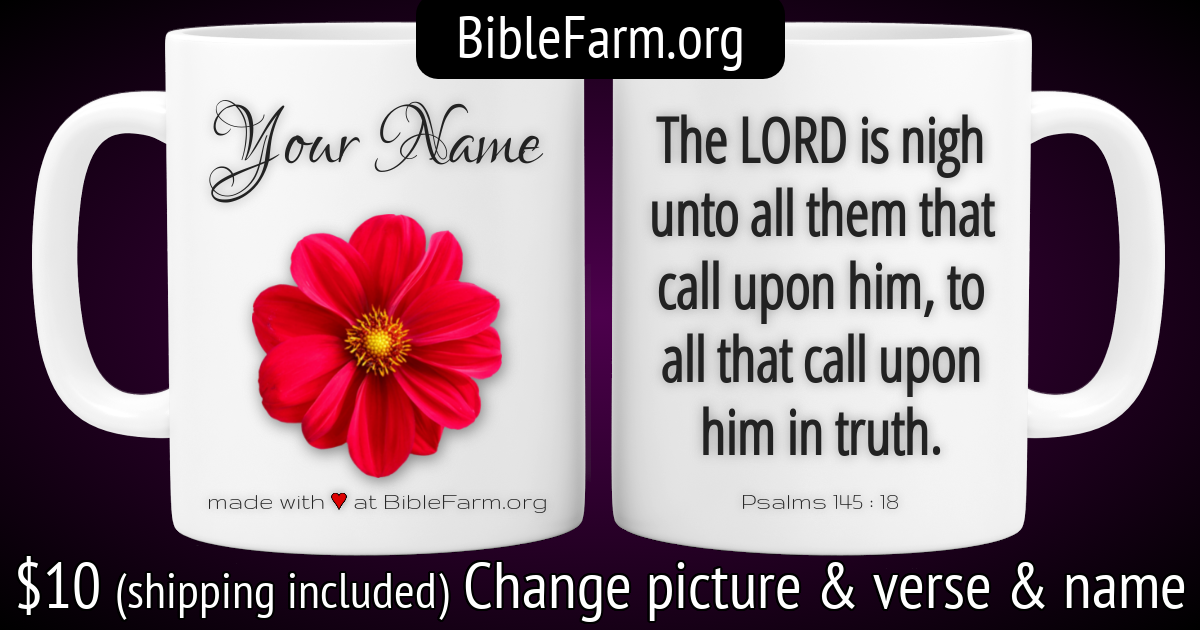 BibleFarm.org
Your Name
made with ♥ at BibleFarm.org
The LORD is nigh
unto all them that
call upon him, to
all that call upon
him in truth.
Psalms 145 : 18
$10 (shipping included) Change picture & verse & name